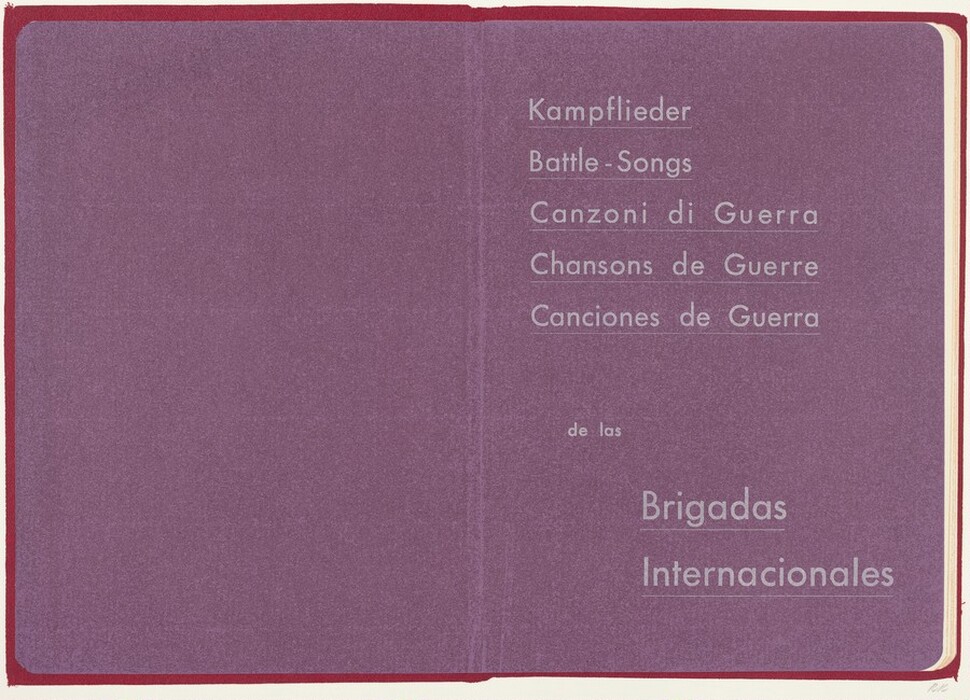 Kampflieder
Battle-Songs
Canzoni di Guerra
Chansons de Guerre
Canciones de Guerra
de las
Brigadas
Internacionales